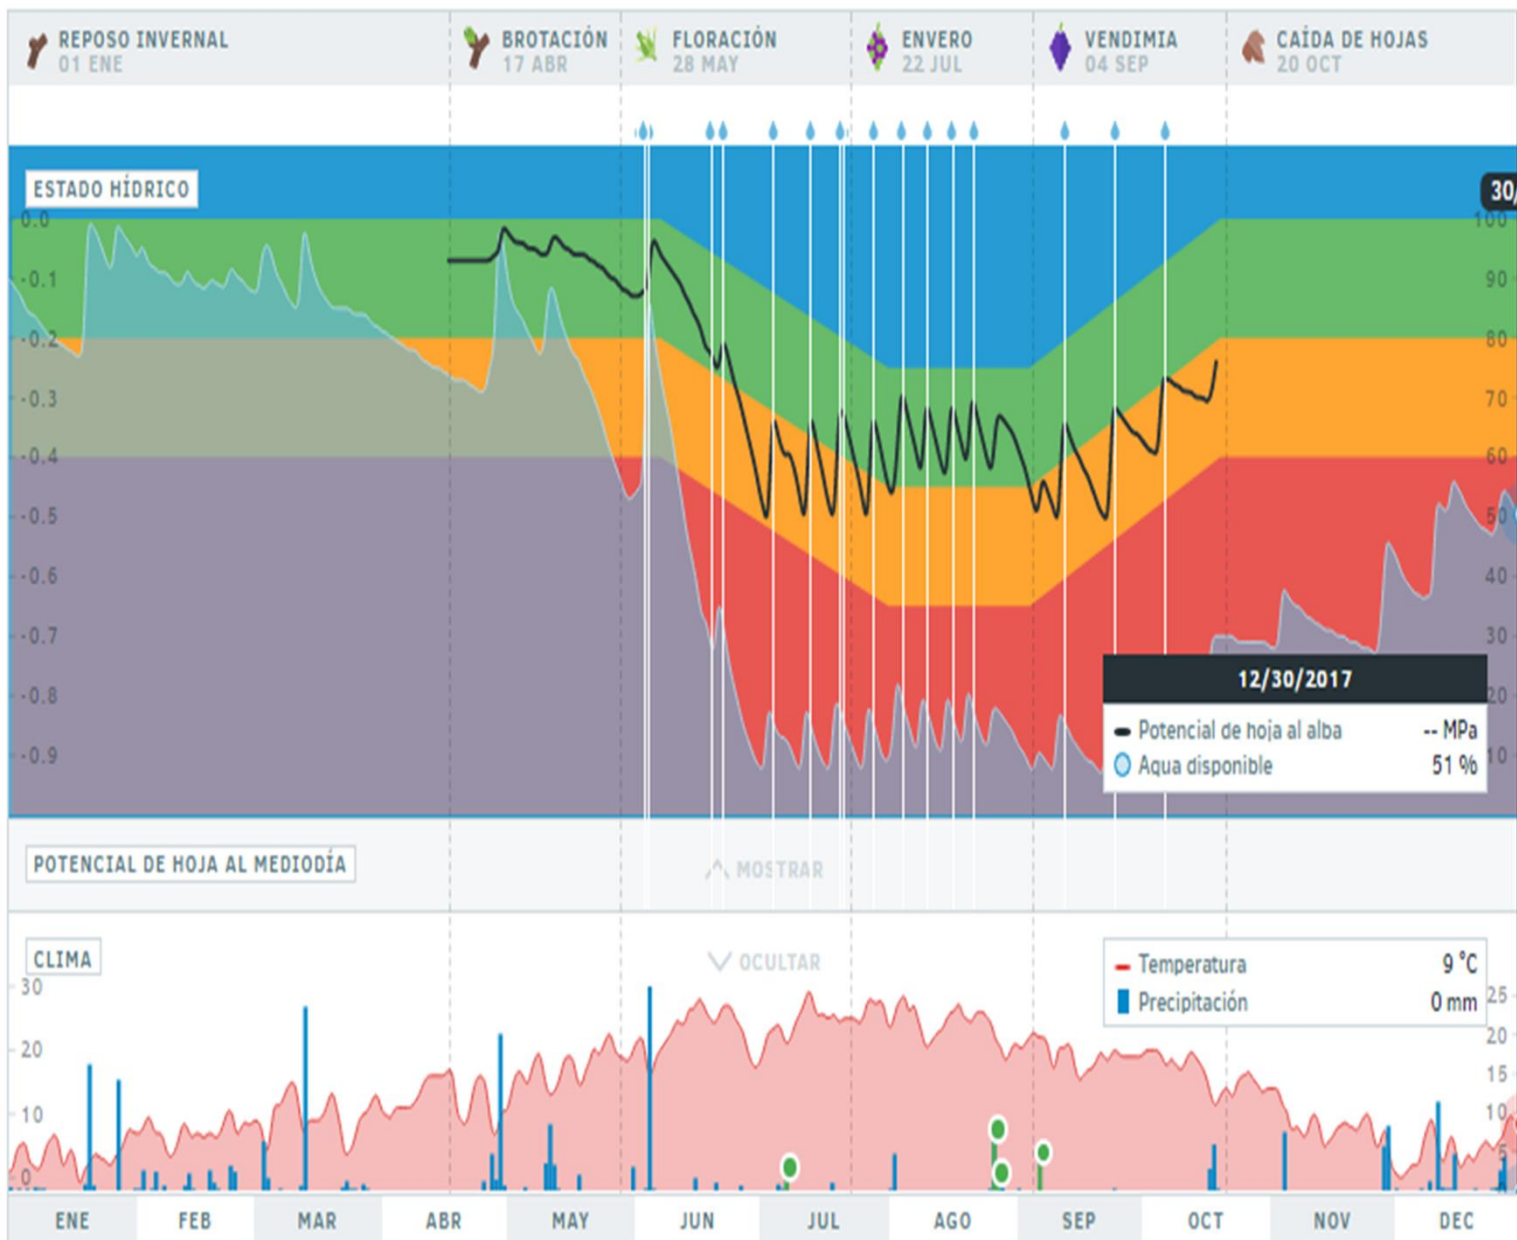 REPOSO INVERNAL
01 ENE
BROTACIÓN
17 ABR
FLORACIÓN
28 MAY
ENVERO
22 JUL
VENDIMIA
04 SEP
CAÍDA DE HOJAS
20 OCT
ESTADO HÍDRICO
30/
0.0
-0.1
-0.2
-0.3
-0.4
-0.5
-0.6
-0.7
-0.8
-0.9
100
90
80
70
60
50
40
30
20
10
12/30/2017
Potencial de hoja al alba -- MPa
Aqua disponible 51 %
POTENCIAL DE HOJA AL MEDIODÍA
MOSTRAR
CLIMA
OCULTAR
Temperatura 9 °C
Precipitación 0 mm
30
20
10
0
25
20
15
10
5
ENE FEB MAR ABR MAY JUN JUL AGO SEP OCT NOV DEC